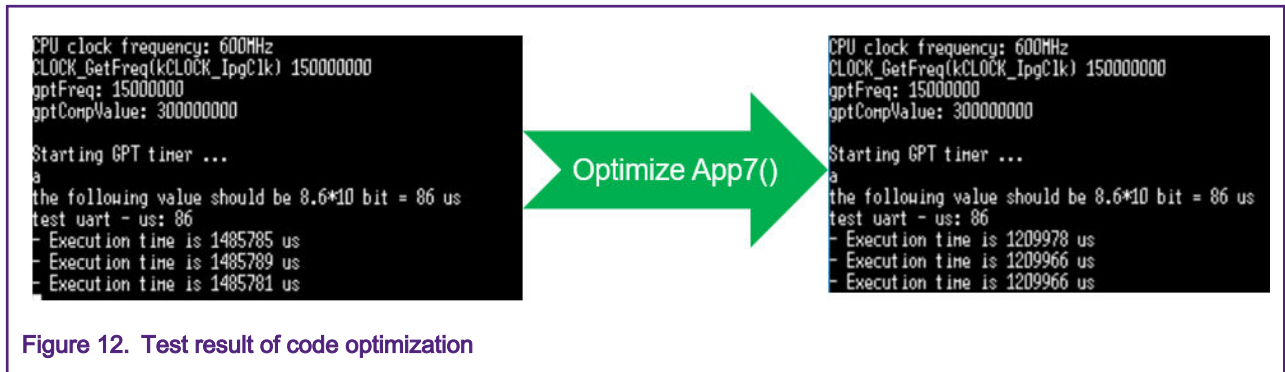 CPU clock frequency: 600MHz
CLOCK_GetFreq(kCLOCK_IpgClk) 150000000
gptFreq: 15000000
gptCompValue: 300000000
Starting GPT timer ...
a
the following value should be 8.6*10 bit = 86 us
test uart - us: 86
- Execution time is 1485785 us
- Execution time is 1485789 us
- Execution time is 1485781 us
Optimize App7()
CPU clock frequency: 600MHz
CLOCK_GetFreq(kCLOCK_IpgClk) 150000000
gptFreq: 15000000
gptCompValue: 300000000
Starting GPT timer ...
a
the following value should be 8.6*10 bit = 86 us
test uart - us: 86
- Execution time is 1209978 us
- Execution time is 1209966 us
- Execution time is 1209966 us
Figure 12. Test result of code optimization